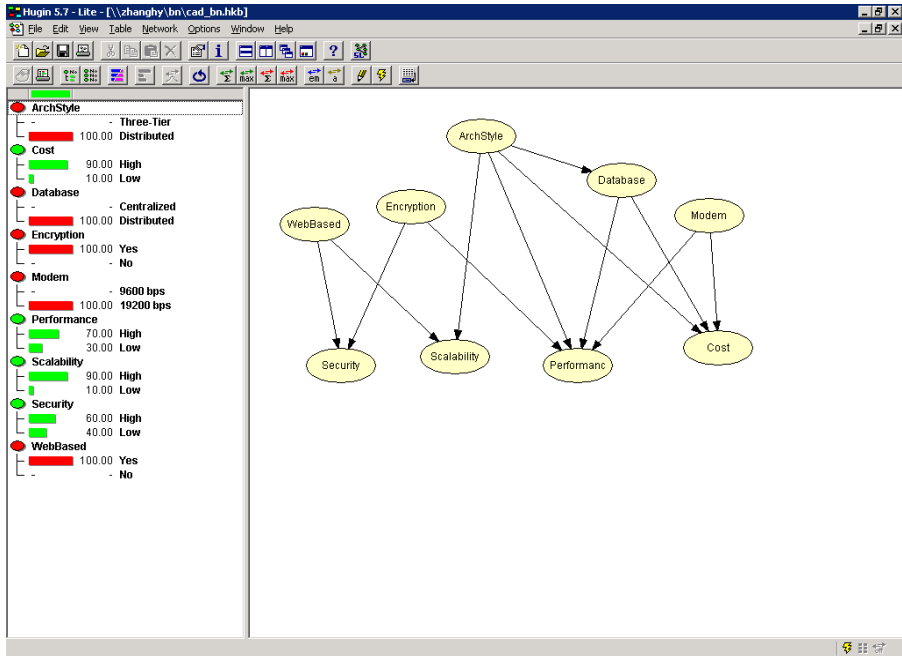 Hugin 5.7 - Lite - [\\zhanghy\bn\cad_bn.hkb]
File Edit View Table Network Options Window Help
Σ max Σ max em a
ArchStyle
- - Three-Tier
100.00 Distributed
Cost
90.00 High
10.00 Low
Database
- - Centralized
100.00 Distributed
Encryption
100.00 Yes
- - No
Modem
- - 9600 bps
100.00 19200 bps
Performance
70.00 High
30.00 Low
Scalability
90.00 High
10.00 Low
Security
60.00 High
40.00 Low
WebBased
100.00 Yes
- - No
ArchStyle
Database
Encryption
Modem
WebBased
Security
Scalability
Performanc
Cost